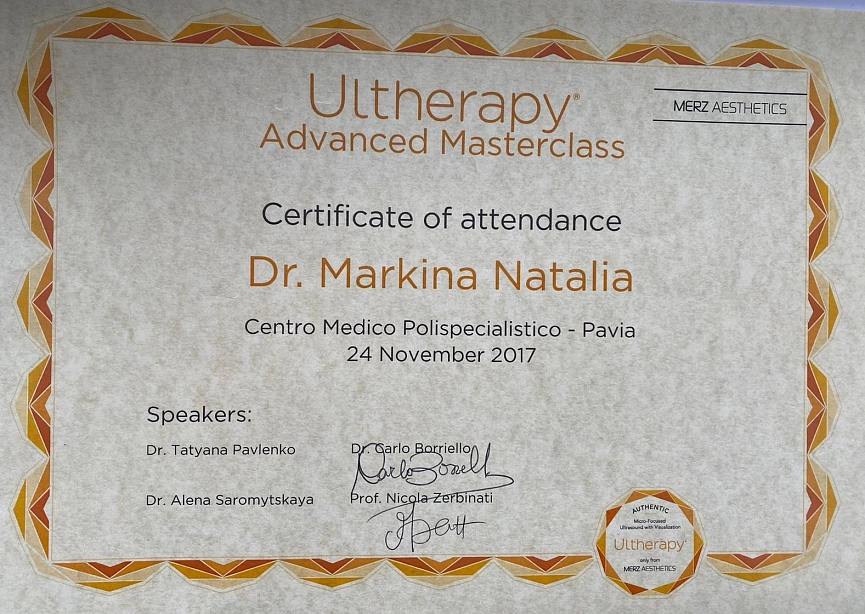 Ultherapy®
Advanced Masterclass
MERZ AESTHETICS
Certificate of attendance
Dr. Markina Natalia
Centro Medico Polispecialistico - Pavia
24 November 2017
Speakers:
Dr. Tatyana Pavlenko
Dr. Carlo Borriello
Carlo Borriello
Dr. Alena Saromytskaya
Prof. Nicola Zerbinati
AUTHENTIC
Micro-Focused
Ultrasound with Visualization
Ultherapy®
only from
MERZ AESTHETICS